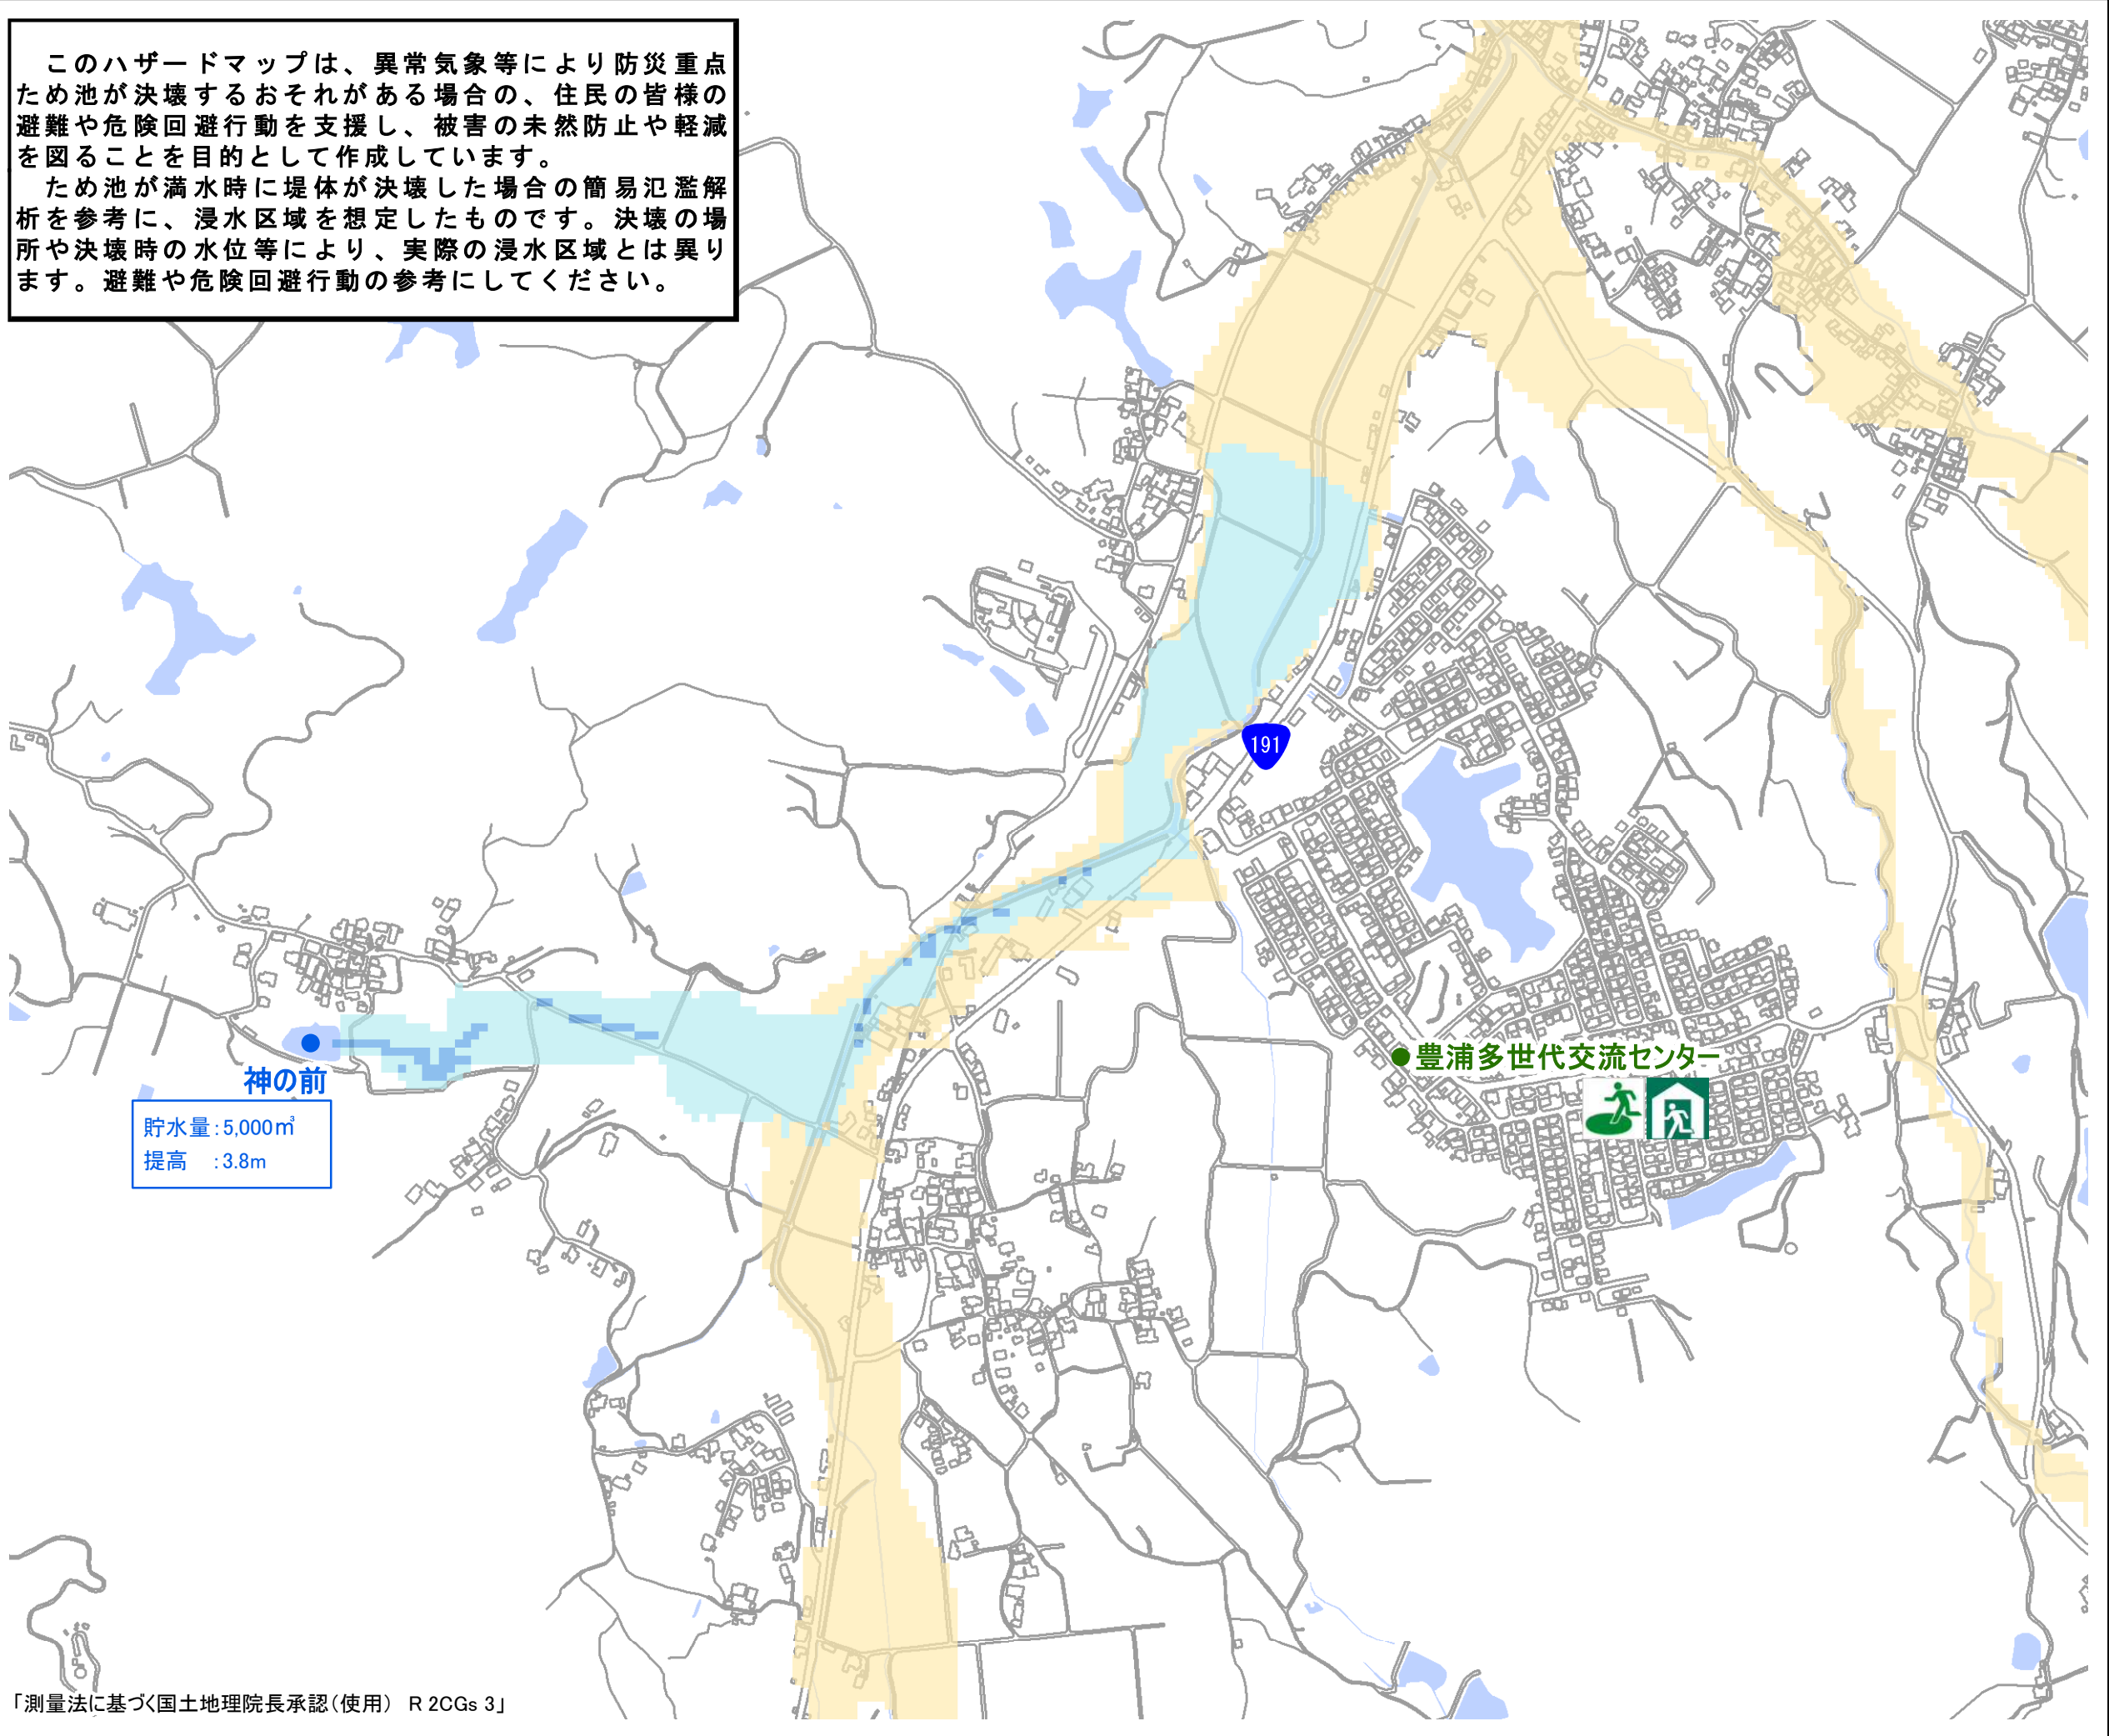 このハザードマップは、異常気象等により防災重点
ため池が決壊するおそれがある場合の、住民の皆様の
避難や危険回避行動を支援し、被害の未然防止や軽減
を図ることを目的として作成しています。
ため池が満水時に堤体が決壊した場合の簡易氾濫解
析を参考に、浸水区域を想定したものです。決壊の場
所や決壊時の水位等により、実際の浸水区域とは異り
ます。避難や危険回避行動の参考にしてください。
191
豊浦多世代交流センター
神の前
貯水量:5,000㎥
提高 :3.8m
「測量法に基づく国土地理院長承認(使用) R 2CGs 3」